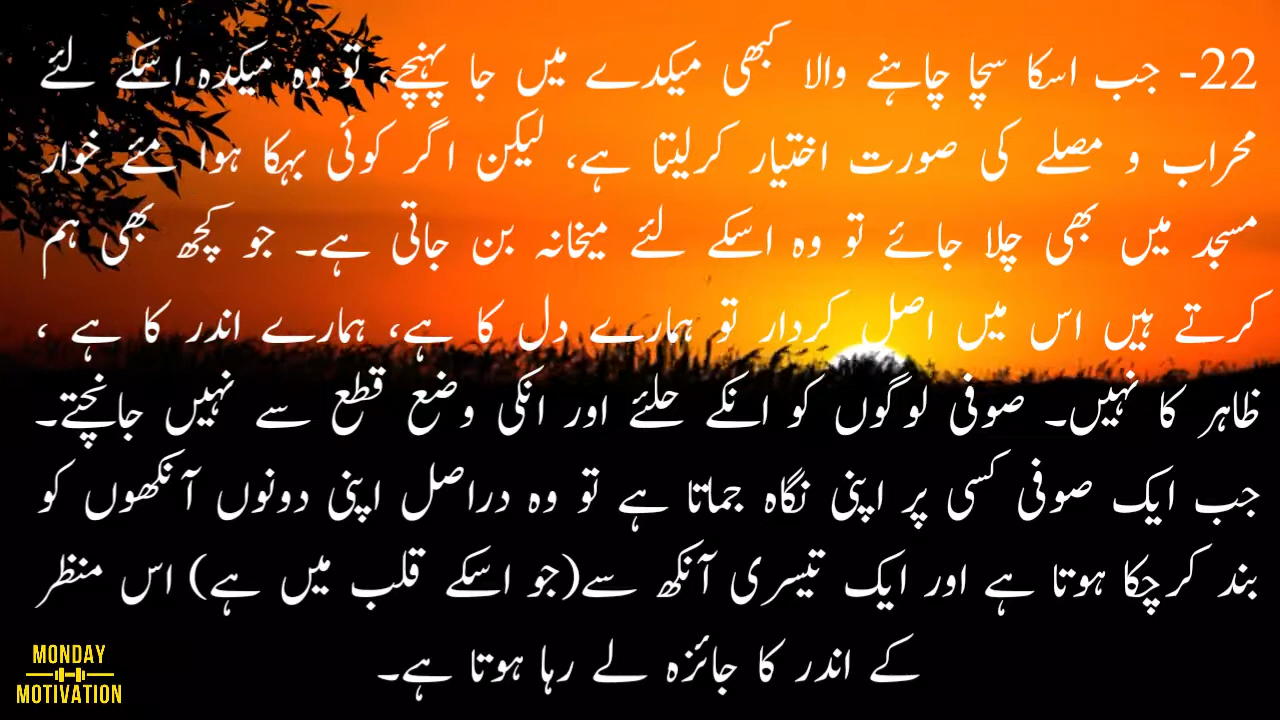 22- جب اسکا سچا چاہنے والا کبھی میکدے میں جا پہنچے، تو وہ میکدہ اسکے لئے
محراب و مصلے کی صورت اختیار کرلیتا ہے، لیکن اگر کوئی بہکا ہوا مئے خوار
مسجد میں بھی چلا جائے تو وہ اسکے لئے میخانہ بن جاتی ہے۔ جو کچھ بھی ہم
کرتے ہیں اس میں اصل کردار تو ہمارے دل کا ہے، ہمارے اندر کا ہے ،
ظاہر کا نہیں۔ صوفی لوگوں کو انکے حلئے اور انکی وضع قطع سے نہیں جانچتے۔
جب ایک صوفی کسی پر اپنی نگاہ جماتا ہے تو وہ دراصل اپنی دونوں آنکھوں کو
بند کرچکا ہوتا ہے اور ایک تیسری آنکھ سے(جو اسکے قلب میں ہے) اس منظر
کے اندر کا جائزہ لے رہا ہوتا ہے۔
MONDAY
MOTIVATION